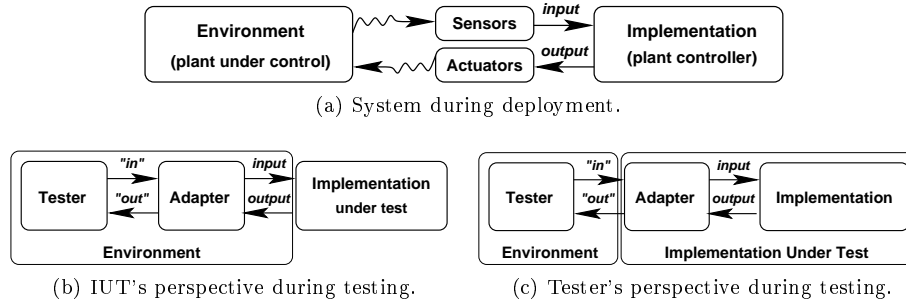 Environment
(plant under control)
Sensors
Actuators
input
output
Implementation
(plant controller)
(a) System during deployment.
Tester
"in"
"out"
Adapter
input
output
Implementation
under test
Environment
(b) IUT's perspective during testing.
Tester
"in"
"out"
Adapter
input
output
Implementation
Environment
Implementation Under Test
(c) Tester's perspective during testing.